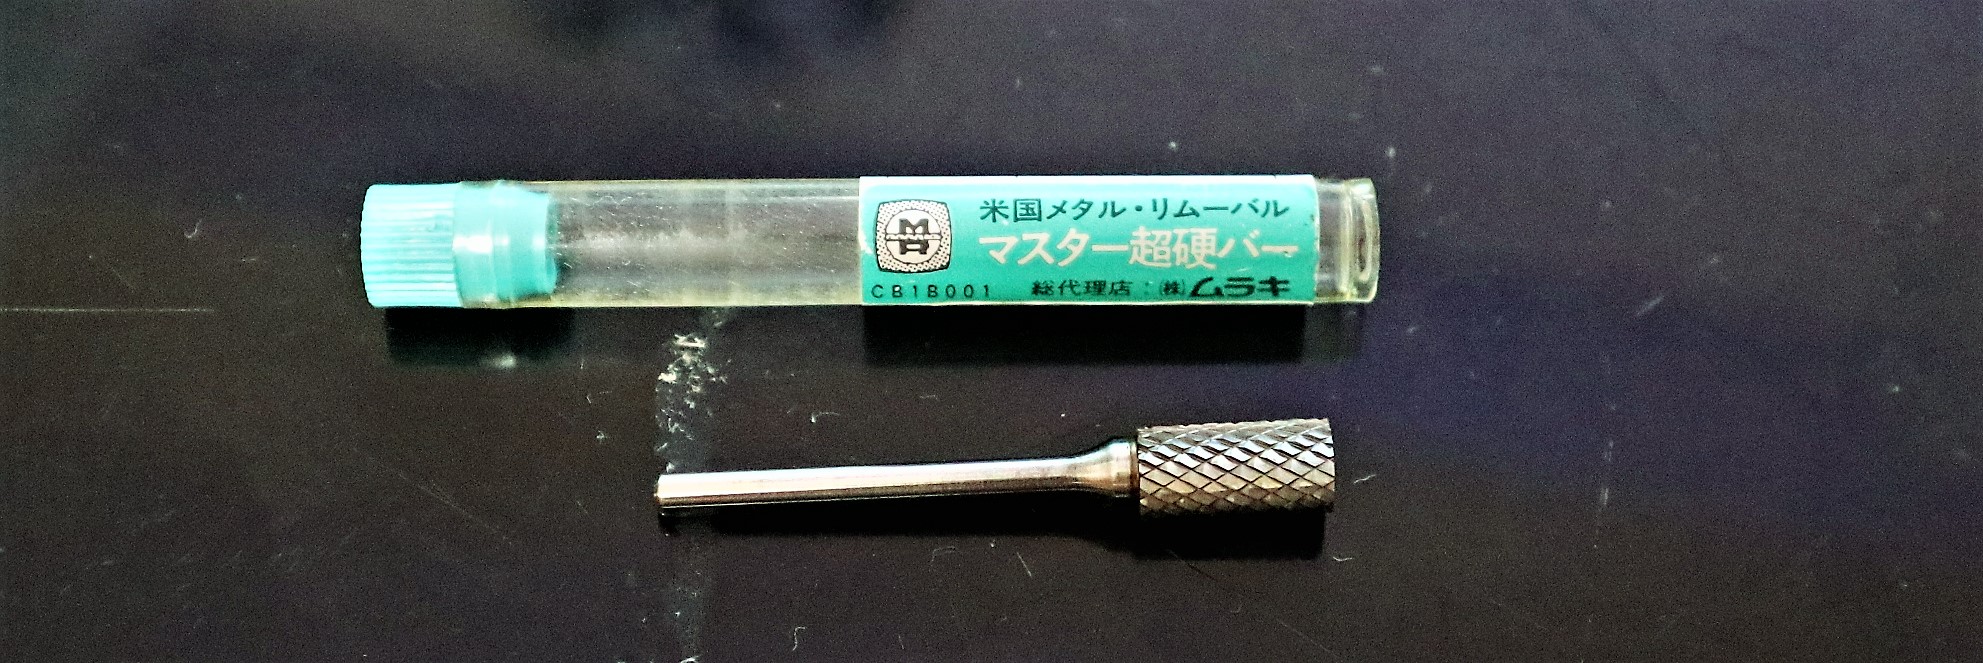 米国メタル・リムーバル
MR
マスター超硬バー
CB1B001 総代理店:㈱ムラキ